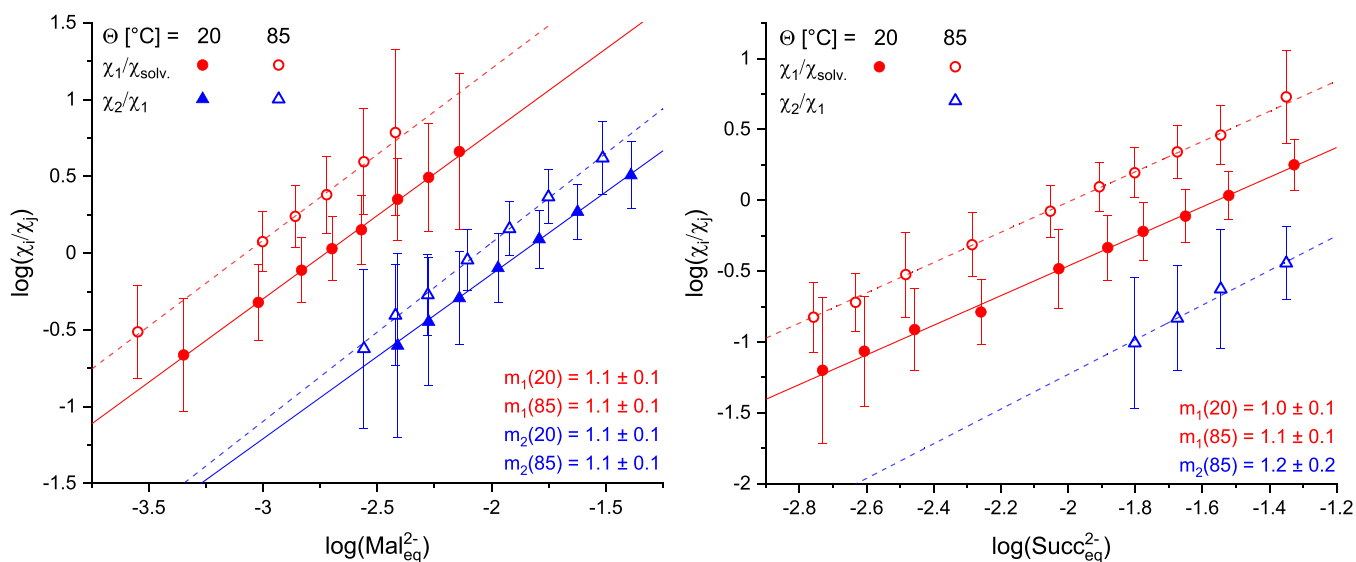 Θ [°C] = 20 85
χ₁/χsolv.
χ₂/χ₁
1.5
1
0.5
0
-0.5
-1
-1.5
log(χᵢ/χⱼ)
m₁(20) = 1.1 ± 0.1
m₁(85) = 1.1 ± 0.1
m₂(20) = 1.1 ± 0.1
m₂(85) = 1.1 ± 0.1
-3.5 -3 -2.5 -2 -1.5
log(Mal²⁻eq)
Θ [°C] = 20 85
χ₁/χsolv.
χ₂/χ₁
1
0.5
0
-0.5
-1
-1.5
-2
log(χᵢ/χⱼ)
m₁(20) = 1.0 ± 0.1
m₁(85) = 1.1 ± 0.1
m₂(85) = 1.2 ± 0.2
-2.8 -2.6 -2.4 -2.2 -2 -1.8 -1.6 -1.4 -1.2
log(Succ²⁻eq)